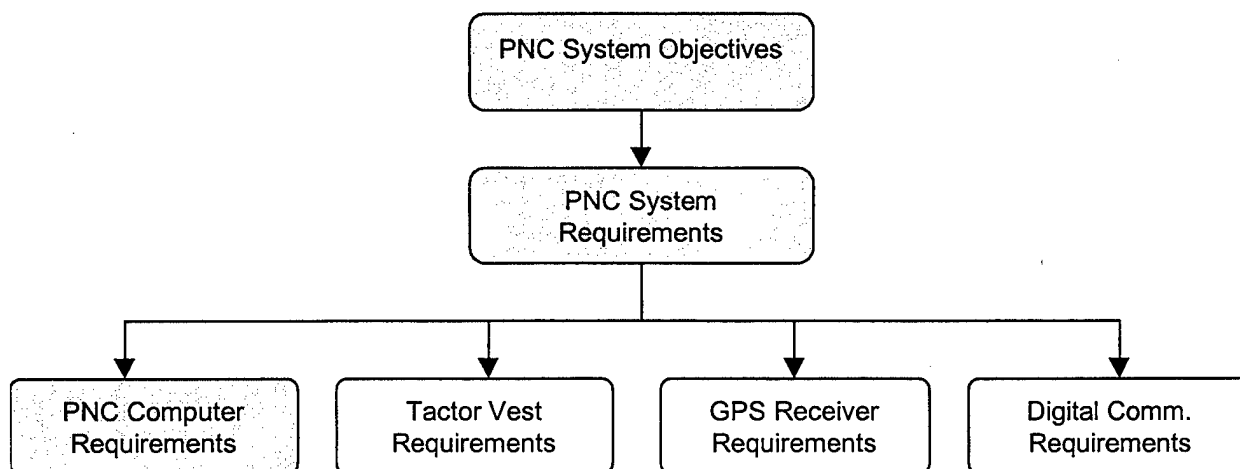 PNC System Objectives
PNC System
Requirements
PNC Computer
Requirements
Tactor Vest
Requirements
GPS Receiver
Requirements
Digital Comm.
Requirements